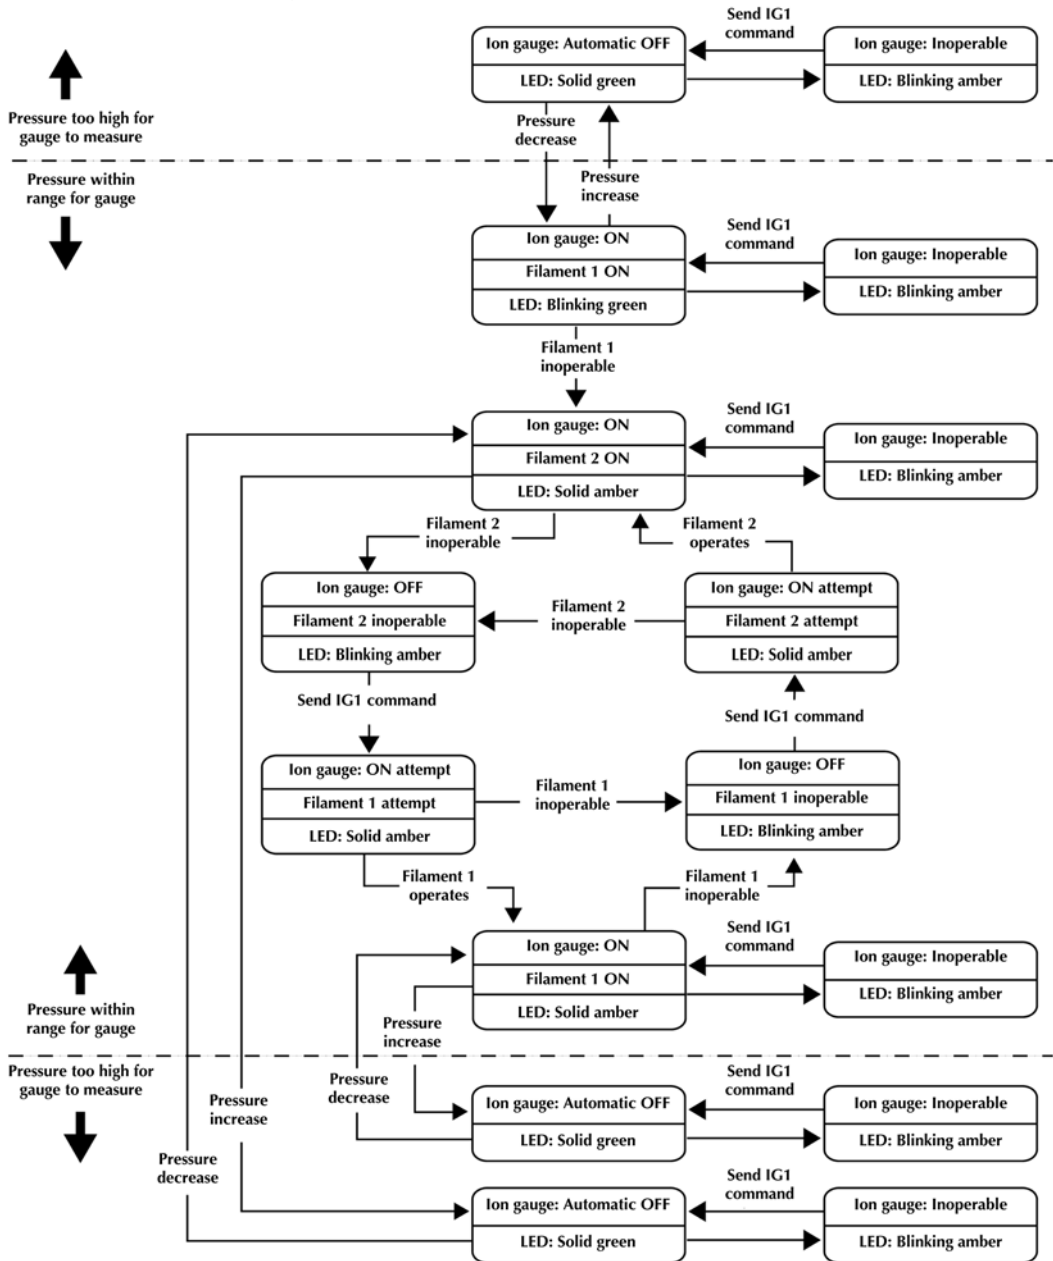 Send IG1
command
Ion gauge: Automatic OFF
LED: Solid green
Ion gauge: Inoperable
LED: Blinking amber
Pressure too high for
gauge to measure
Pressure
decrease
Pressure within
range for gauge
Pressure
increase
Send IG1
command
Ion gauge: ON
Filament 1 ON
LED: Blinking green
Ion gauge: Inoperable
LED: Blinking amber
Filament 1
inoperable
Send IG1
command
Ion gauge: ON
Filament 2 ON
LED: Solid amber
Ion gauge: Inoperable
LED: Blinking amber
Filament 2
inoperable
Filament 2
operates
Ion gauge: OFF
Filament 2 inoperable
LED: Blinking amber
Filament 2
inoperable
Ion gauge: ON attempt
Filament 2 attempt
LED: Solid amber
Send IG1 command
Send IG1 command
Ion gauge: ON attempt
Filament 1 attempt
LED: Solid amber
Filament 1
inoperable
Ion gauge: OFF
Filament 1 inoperable
LED: Blinking amber
Filament 1
operates
Filament 1
inoperable
Send IG1
command
Ion gauge: ON
Filament 1 ON
LED: Solid amber
Ion gauge: Inoperable
LED: Blinking amber
Pressure within
range for gauge
Pressure
increase
Pressure too high for
gauge to measure
Pressure
decrease
Send IG1
command
Ion gauge: Automatic OFF
LED: Solid green
Ion gauge: Inoperable
LED: Blinking amber
Pressure
increase
Pressure
decrease
Send IG1
command
Ion gauge: Automatic OFF
LED: Solid green
Ion gauge: Inoperable
LED: Blinking amber